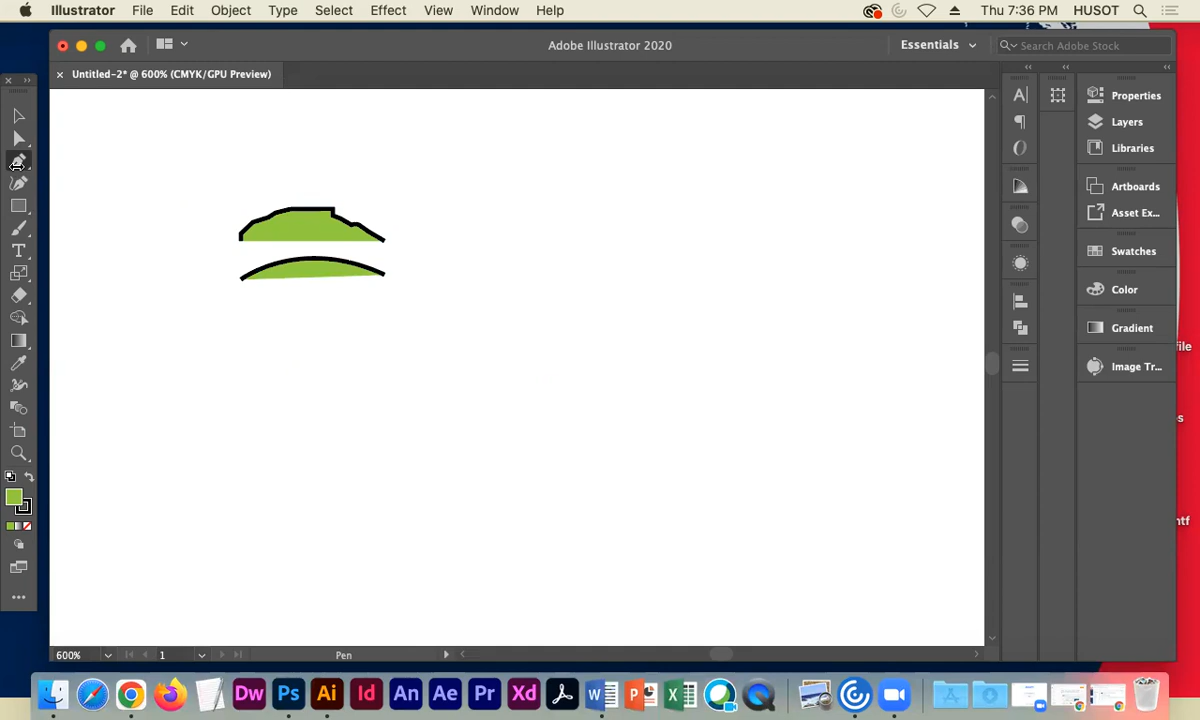 Illustrator File Edit Object Type Select Effect View Window Help Thu 7:36 PM HUSOT
Adobe Illustrator 2020 Essentials Search Adobe Stock
× Untitled-2* @ 600% (CMYK/GPU Preview)
Properties
Layers
Libraries
Artboards
Asset Ex...
Swatches
Color
Gradient
Image Tr...
file
s
ntf
600% 1 Pen
Dw Ps Ai Id An Ae Pr Xd W P X